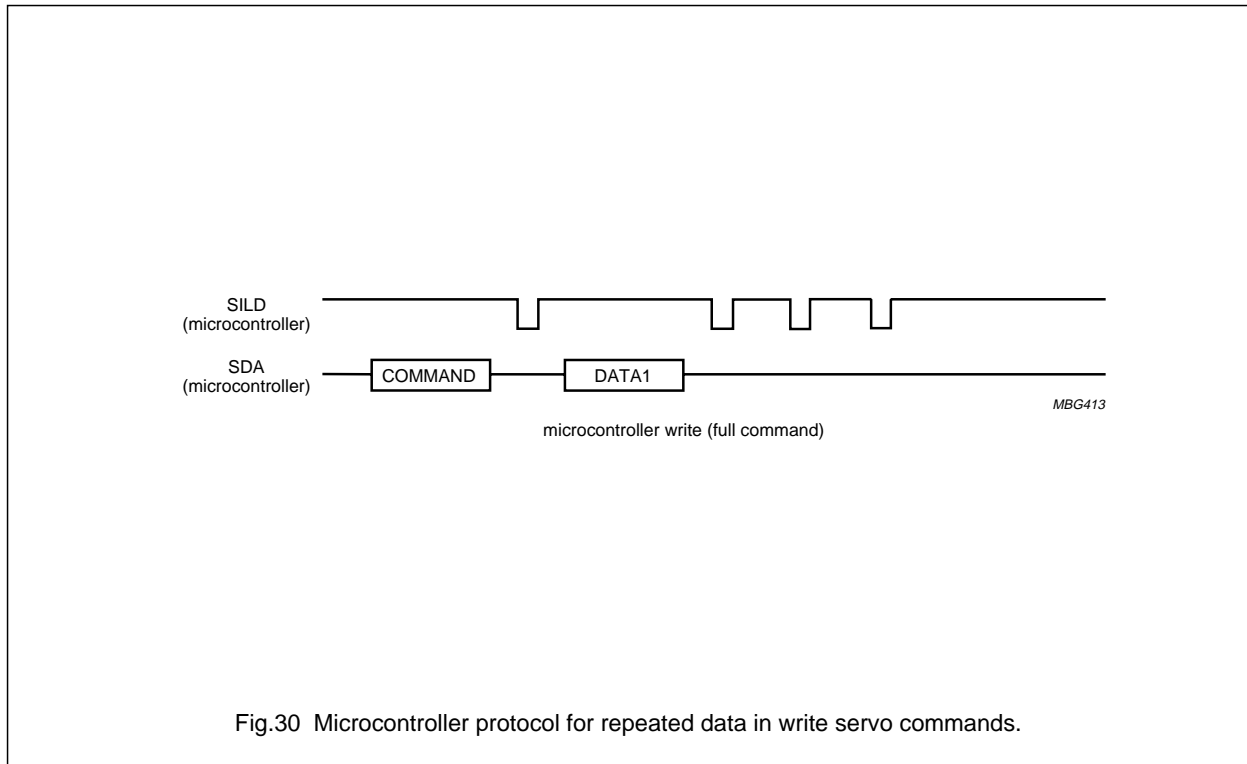 SILD
(microcontroller)
SDA
(microcontroller)
COMMAND
DATA1
MBG413
microcontroller write (full command)
Fig.30 Microcontroller protocol for repeated data in write servo commands.